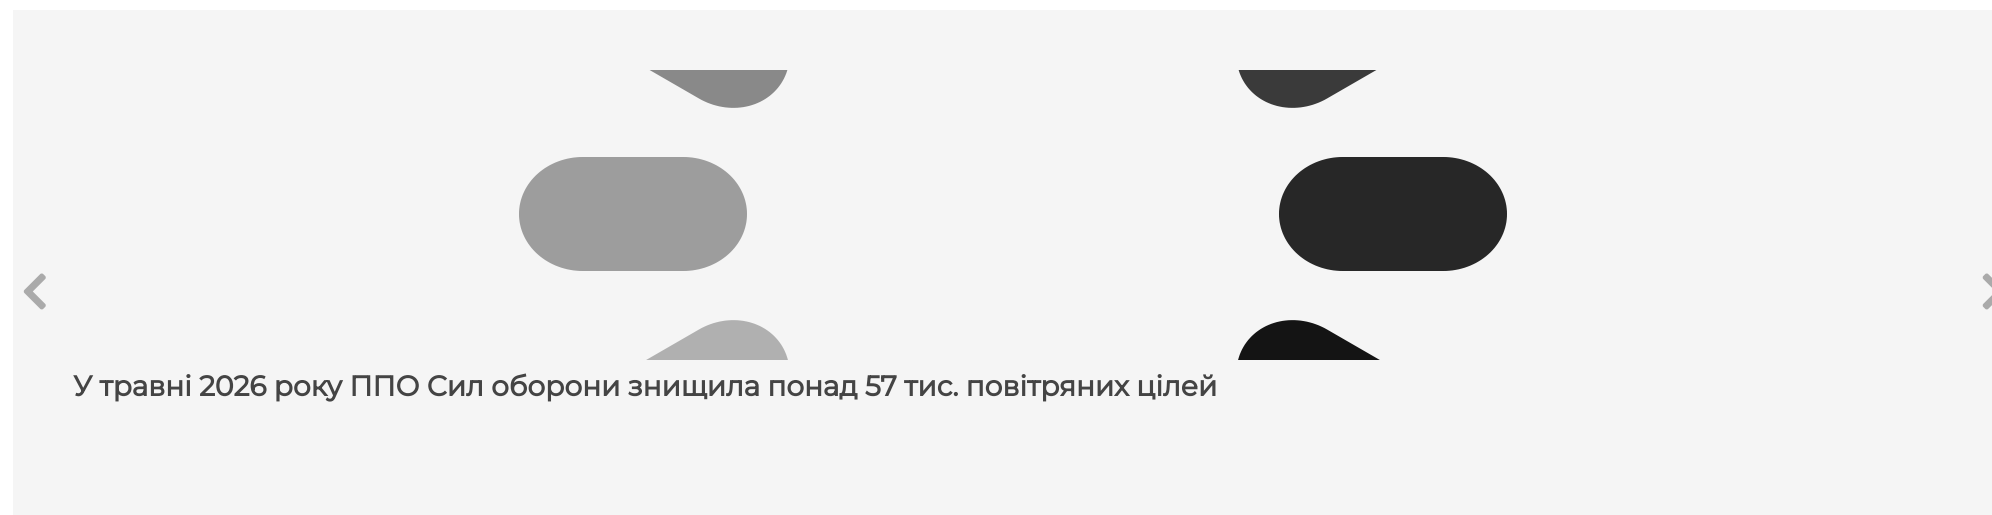 У травні 2026 року ППО Сил оборони знищила понад 57 тис. повітряних цілей